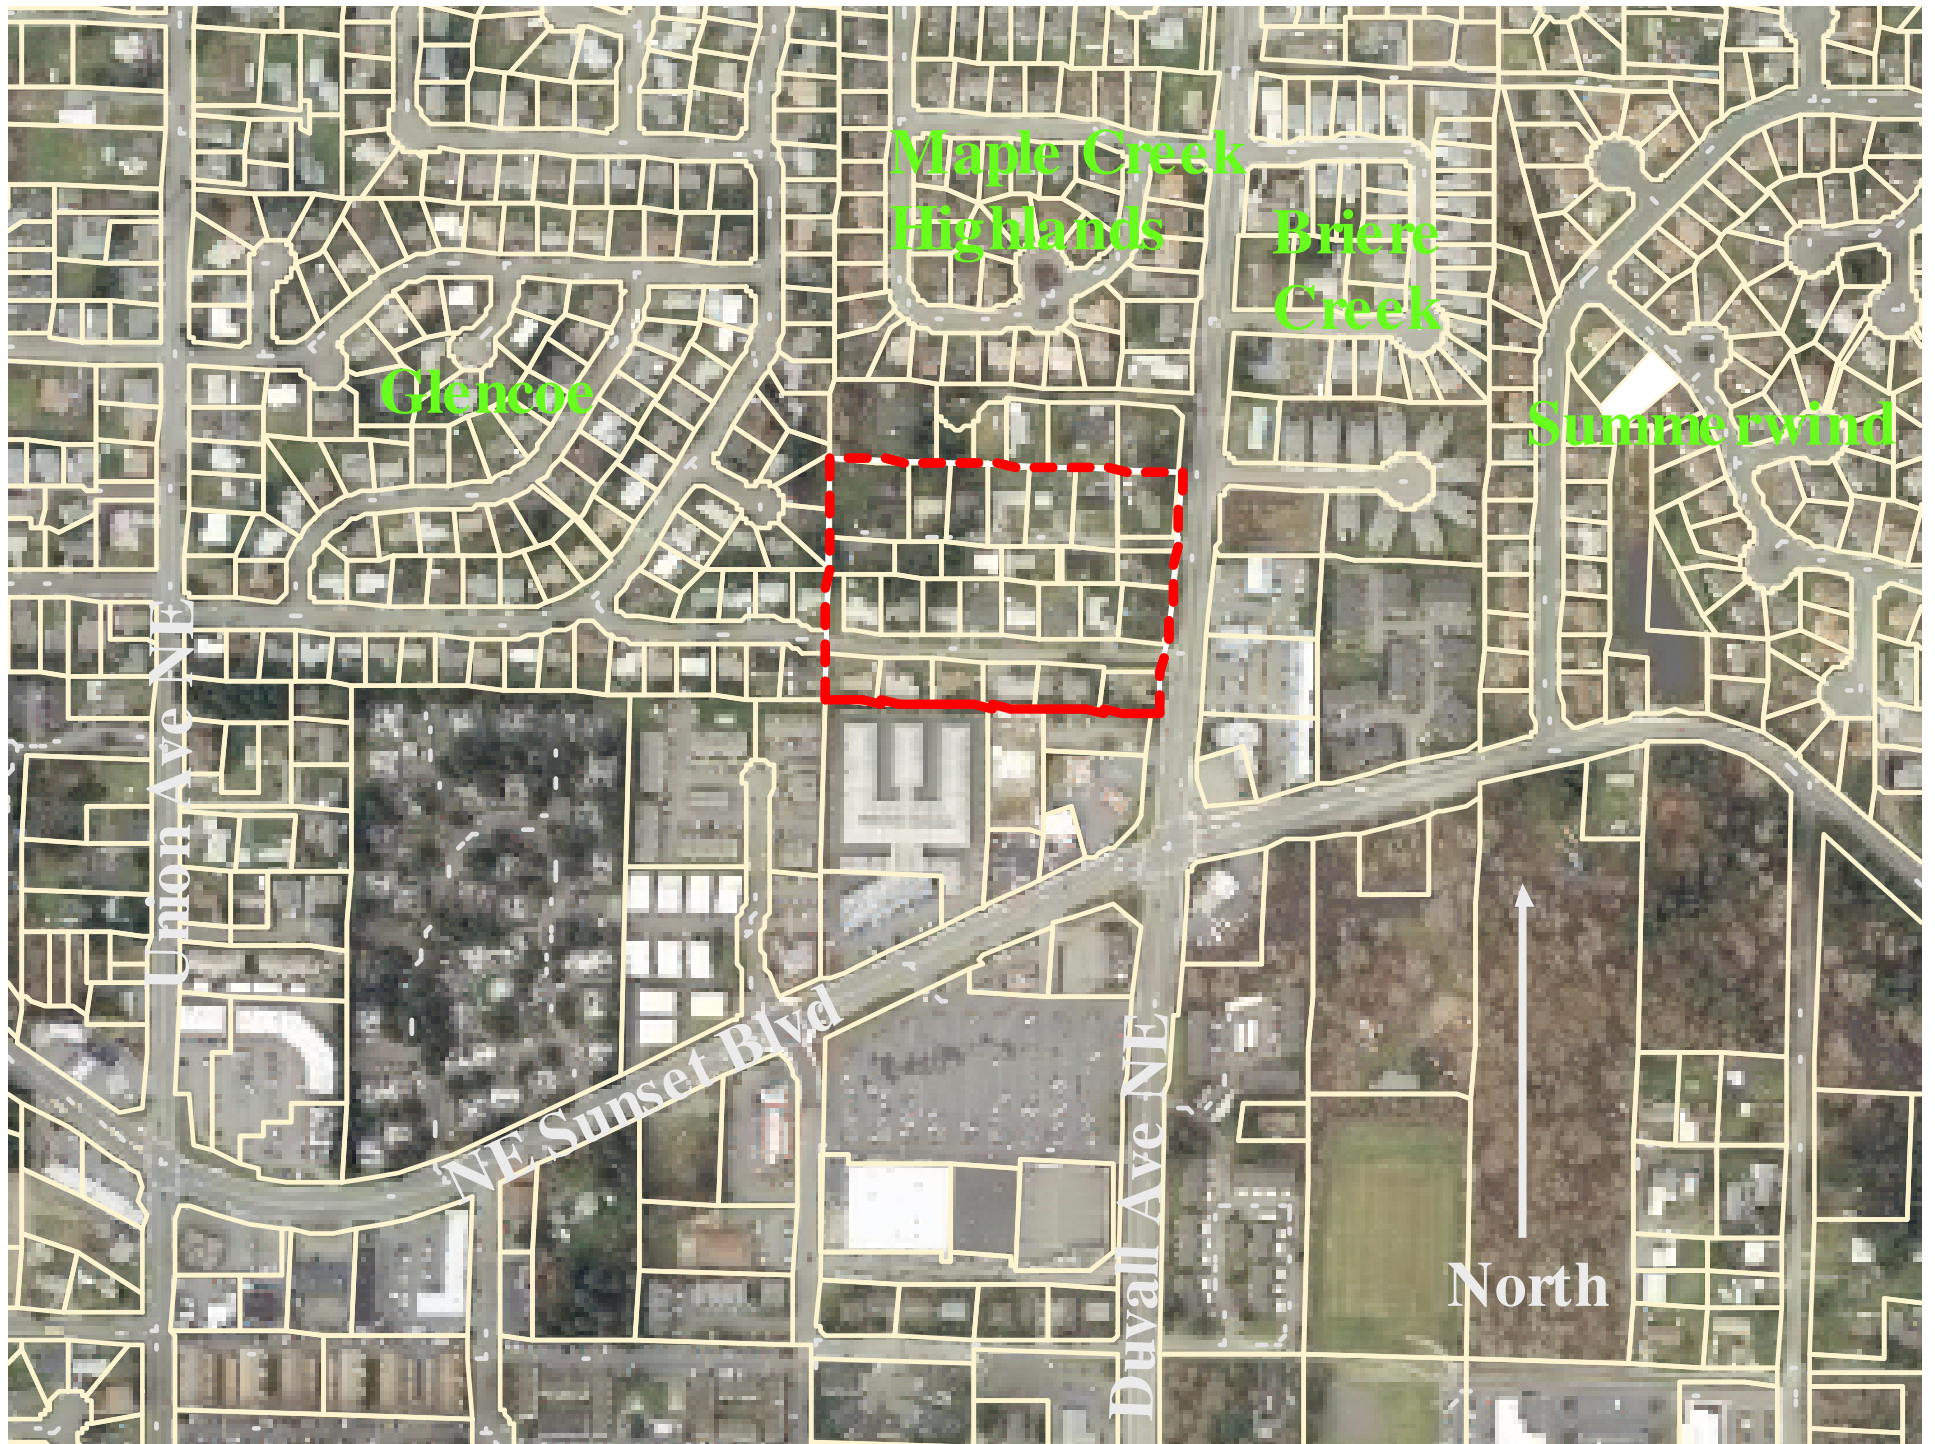 Maple Creek
Highlands
Briere
Creek
Glencoe
Summerwind
Union Ave NE
NE Sunset Blvd
Duvall Ave NE
North